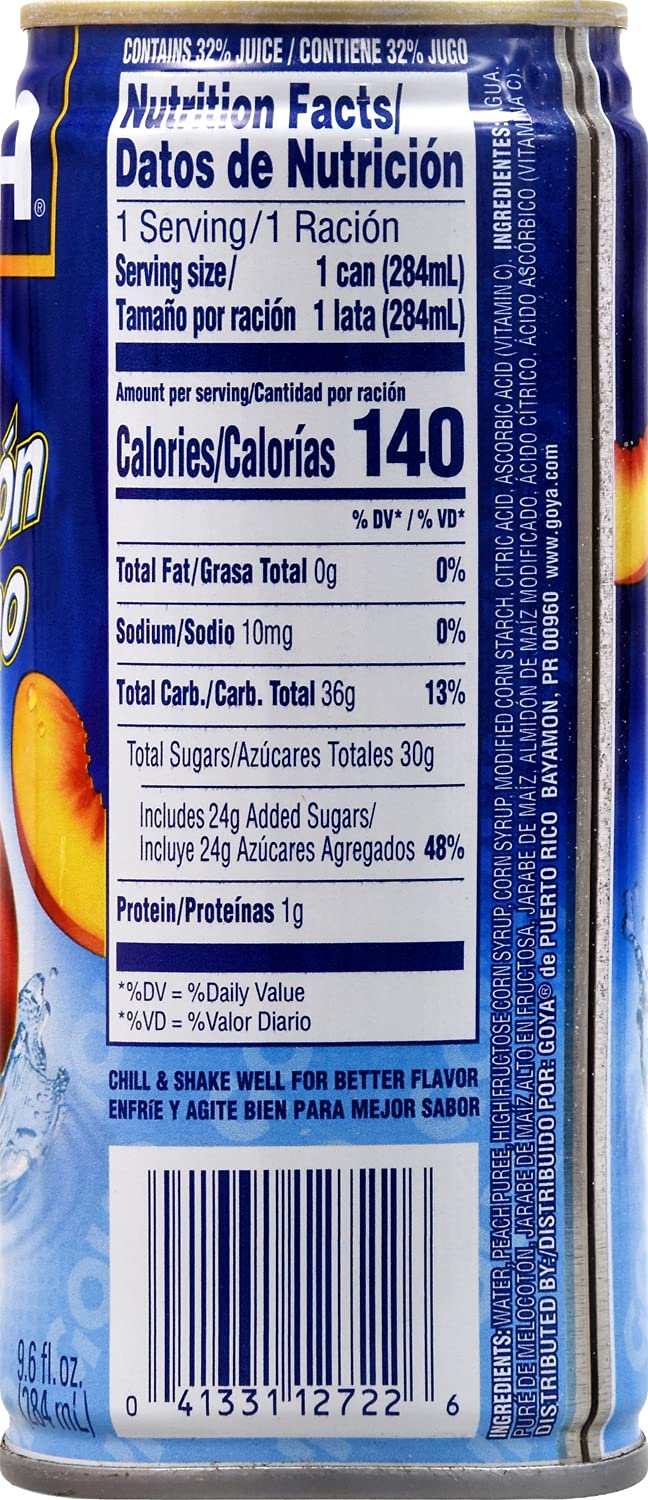 CONTAINS 32% JUICE / CONTIENE 32% JUGO
Nutrition Facts/
Datos de Nutrición
1 Serving/1 Ración
Serving size/ 1 can (284mL)
Tamaño por ración 1 lata (284mL)
Amount per serving/Cantidad por ración
Calories/Calorías 140
% DV* / % VD*
Total Fat/Grasa Total 0g 0%
Sodium/Sodio 10mg 0%
Total Carb./Carb. Total 36g 13%
Total Sugars/Azúcares Totales 30g
Includes 24g Added Sugars/
Incluye 24g Azúcares Agregados 48%
Protein/Proteínas 1g
*%DV = %Daily Value
*%VD = %Valor Diario
CHILL & SHAKE WELL FOR BETTER FLAVOR
ENFRÍE Y AGITE BIEN PARA MEJOR SABOR
0 41331 12722 6
INGREDIENTS: WATER, PEACH PUREE, HIGH FRUCTOSE CORN SYRUP, CORN SYRUP, MODIFIED CORN STARCH, CITRIC ACID, ASCORBIC ACID (VITAMIN C). INGREDIENTES: AGUA,
PURE DE MELOCOTÓN, JARABE DE MAÍZ ALTO EN FRUCTOSA, JARABE DE MAÍZ, ALMIDÓN DE MAÍZ MODIFICADO, ÁCIDO CÍTRICO, ÁCIDO ASCORBICO (VITAMINA C).
DISTRIBUTED BY:/DISTRIBUIDO POR: GOYA® de PUERTO RICO BAYAMON, PR 00960 www.goya.com
9.6 fl. oz.
(284 mL)